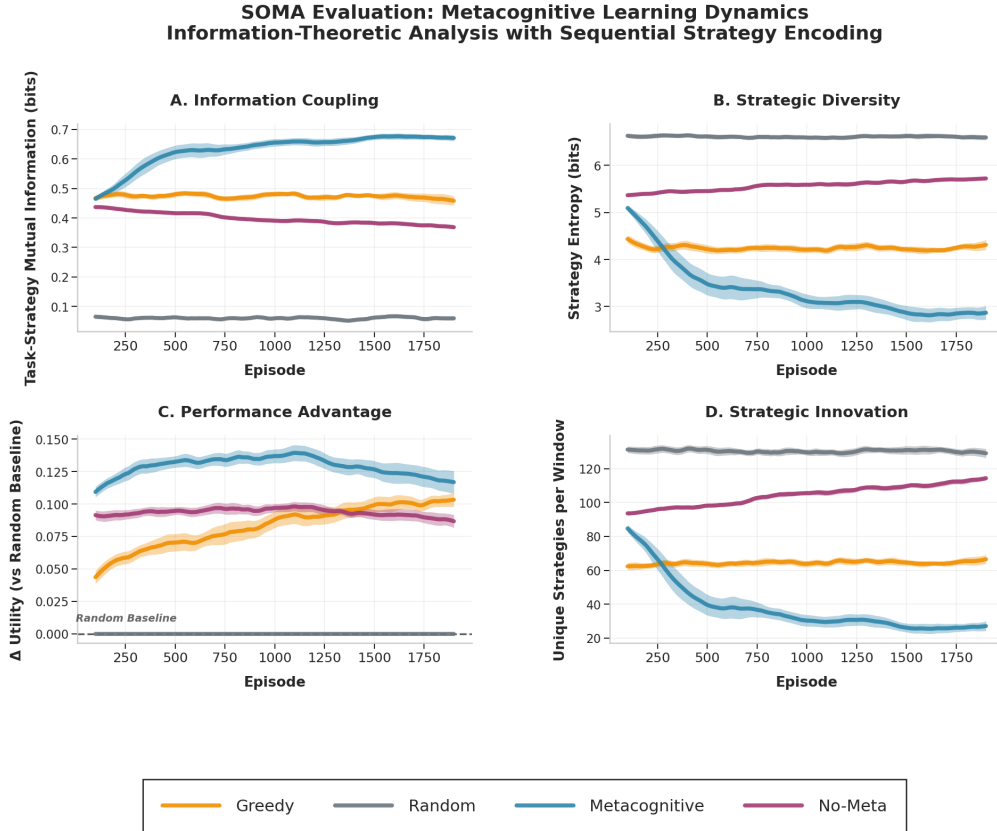 SOMA Evaluation: Metacognitive Learning Dynamics
Information-Theoretic Analysis with Sequential Strategy Encoding
A. Information Coupling
Task-Strategy Mutual Information (bits)
0.7
0.6
0.5
0.4
0.3
0.2
0.1
250 500 750 1000 1250 1500 1750
Episode
B. Strategic Diversity
Strategy Entropy (bits)
6
5
4
3
250 500 750 1000 1250 1500 1750
Episode
C. Performance Advantage
Δ Utility (vs Random Baseline)
0.150
0.125
0.100
0.075
0.050
0.025
0.000
Random Baseline
250 500 750 1000 1250 1500 1750
Episode
D. Strategic Innovation
Unique Strategies per Window
120
100
80
60
40
20
250 500 750 1000 1250 1500 1750
Episode
Greedy Random Metacognitive No-Meta